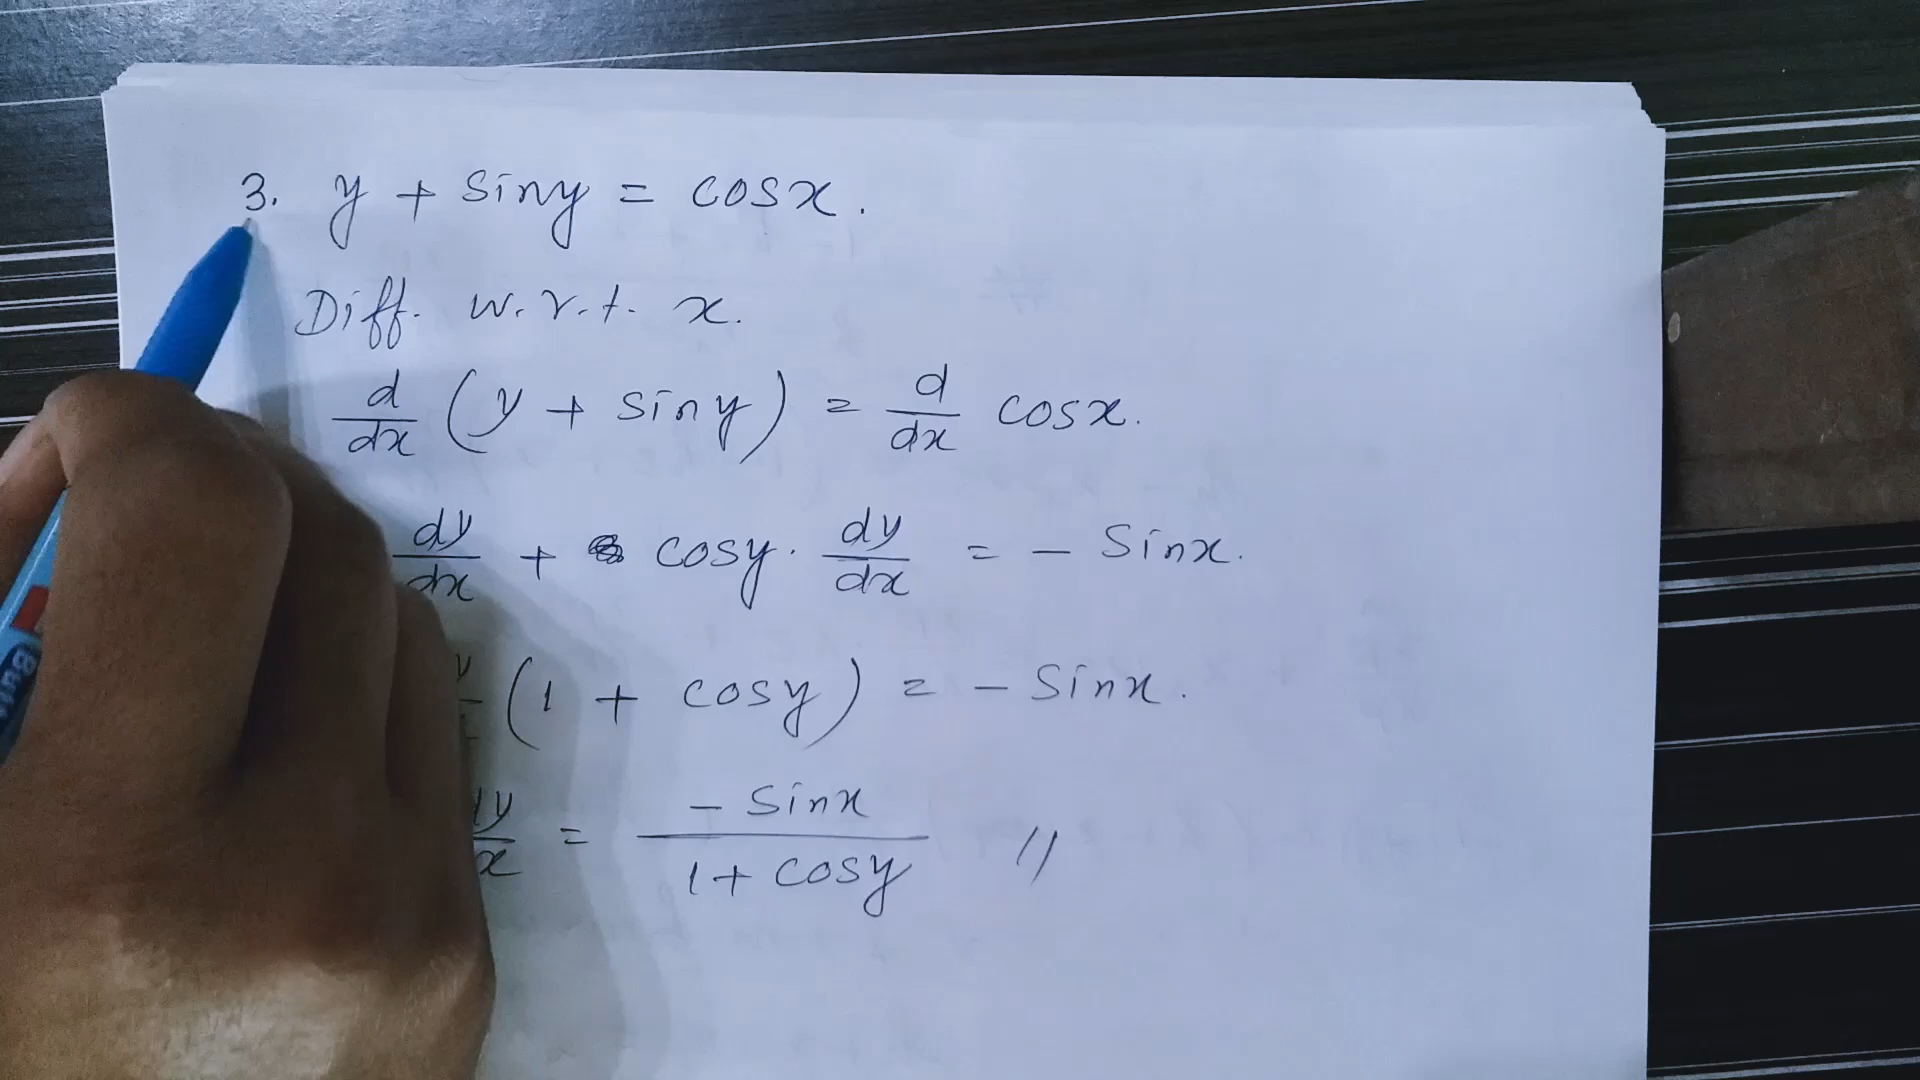 3. y + siny = cosx.
Diff. w.r.t. x.
d/dx (y + siny) = d/dx cosx.
dy/dx + cosy. dy/dx = - sinx.
(1 + cosy) = - sinx.
= - sinx / 1 + cosy //